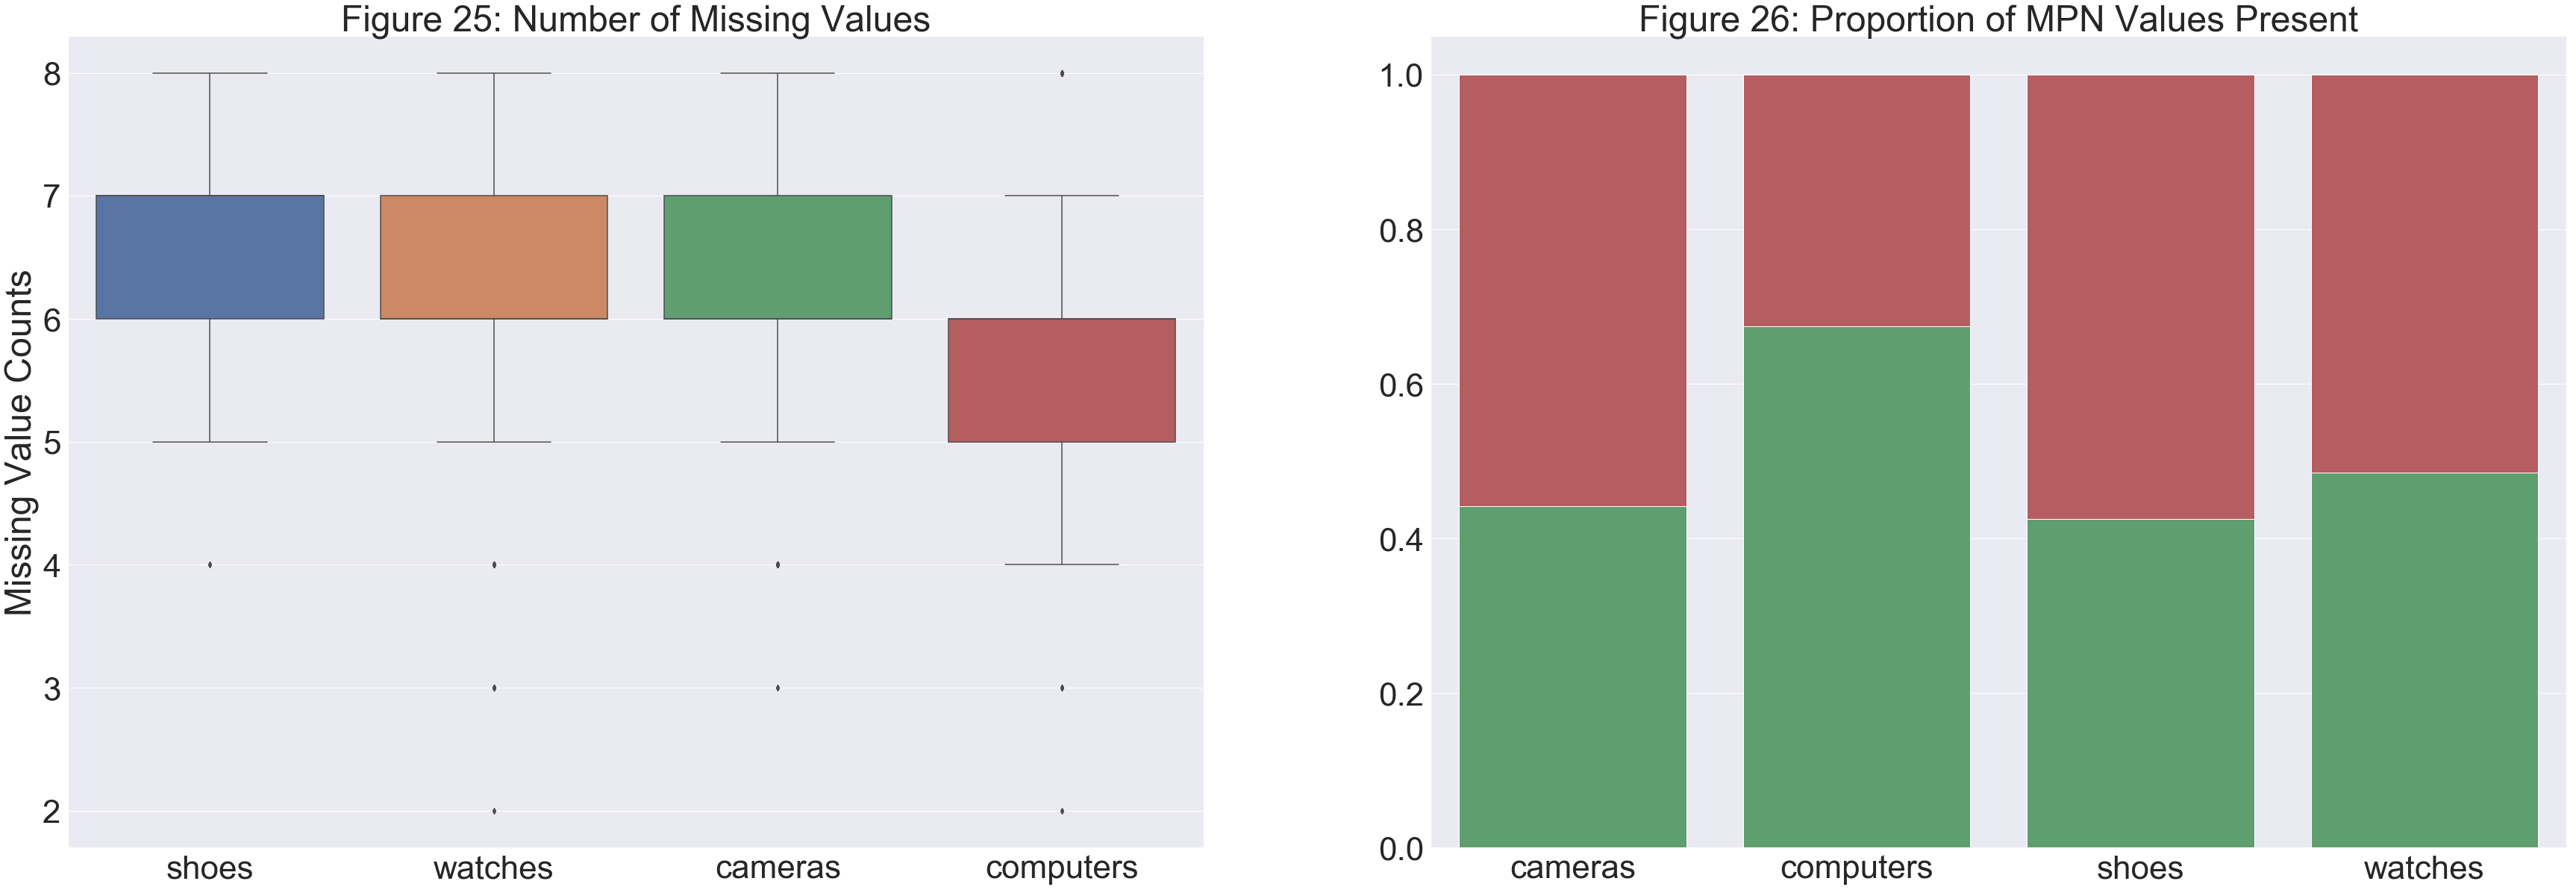 Figure 25: Number of Missing Values
Missing Value Counts
8
7
6
5
4
3
2
shoes watches cameras computers
Figure 26: Proportion of MPN Values Present
1.0
0.8
0.6
0.4
0.2
0.0
cameras computers shoes watches